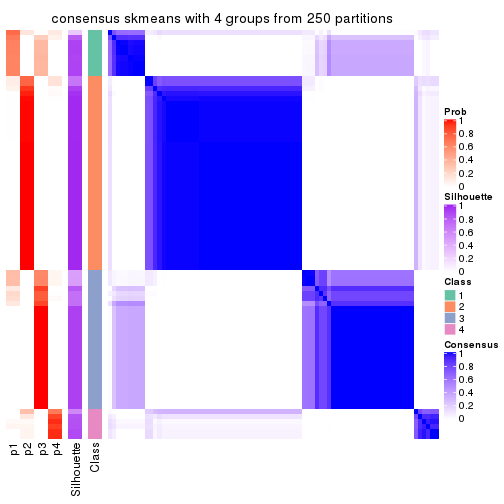 consensus skmeans with 4 groups from 250 partitions
Prob
1
0.8
0.6
0.4
0.2
0
Silhouette
1
0.8
0.6
0.4
0.2
0
Class
1
2
3
4
Consensus
1
0.8
0.6
0.4
0.2
0
p1
p2
p3
p4
Silhouette
Class